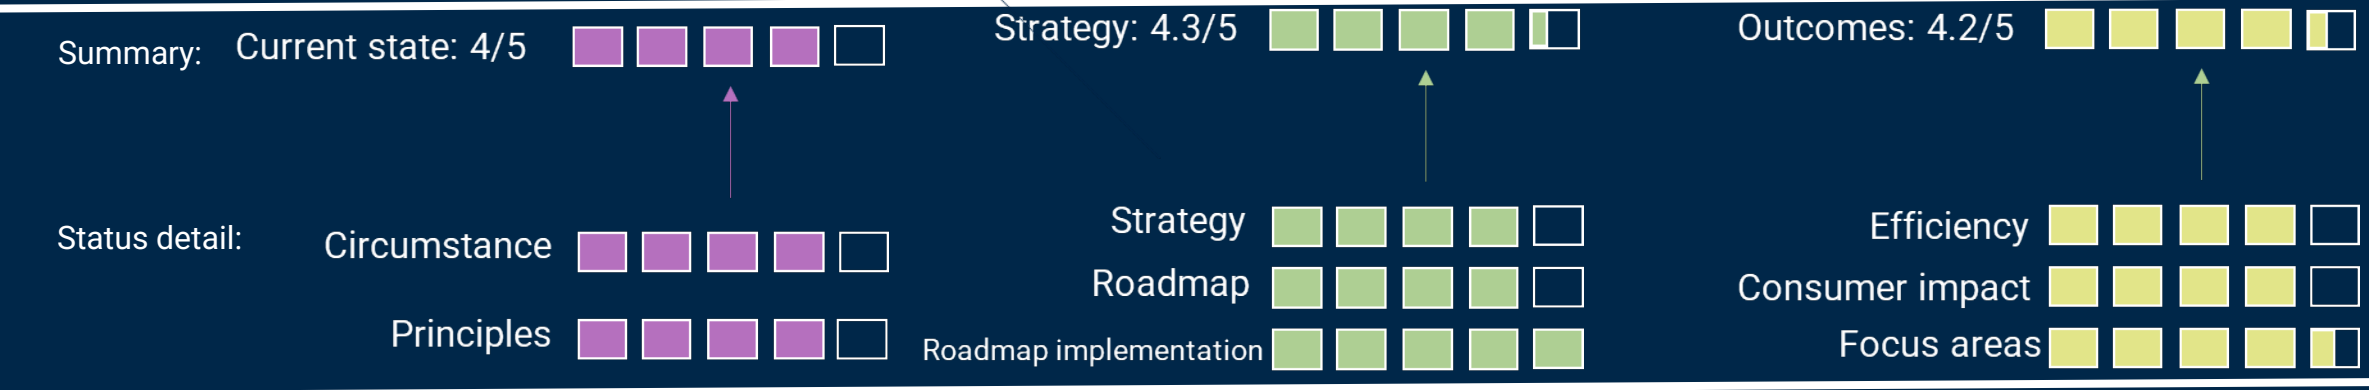 Summary:
Current state: 4/5
Strategy: 4.3/5
Outcomes: 4.2/5
Status detail:
Circumstance
Principles
Strategy
Roadmap
Roadmap implementation
Efficiency
Consumer impact
Focus areas